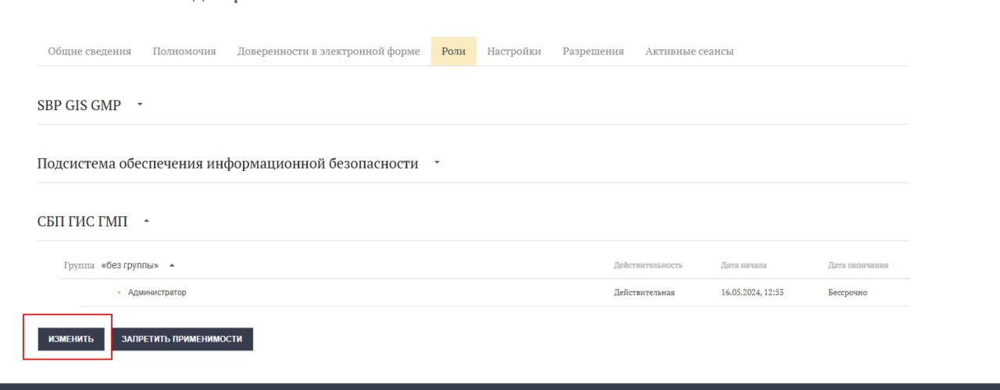 Общие сведения Полномочия Доверенности в электронной форме Роли Настройки Разрешения Активные сеансы
SBP GIS GMP
Подсистема обеспечения информационной безопасности
СБП ГИС ГМП
Группа «без группы» Действительность Дата начала Дата окончания
Администратор Действительная 16.05.2024, 12:53 Бессрочно
ИЗМЕНИТЬ ЗАПРЕТИТЬ ПРИМЕНИМОСТИ